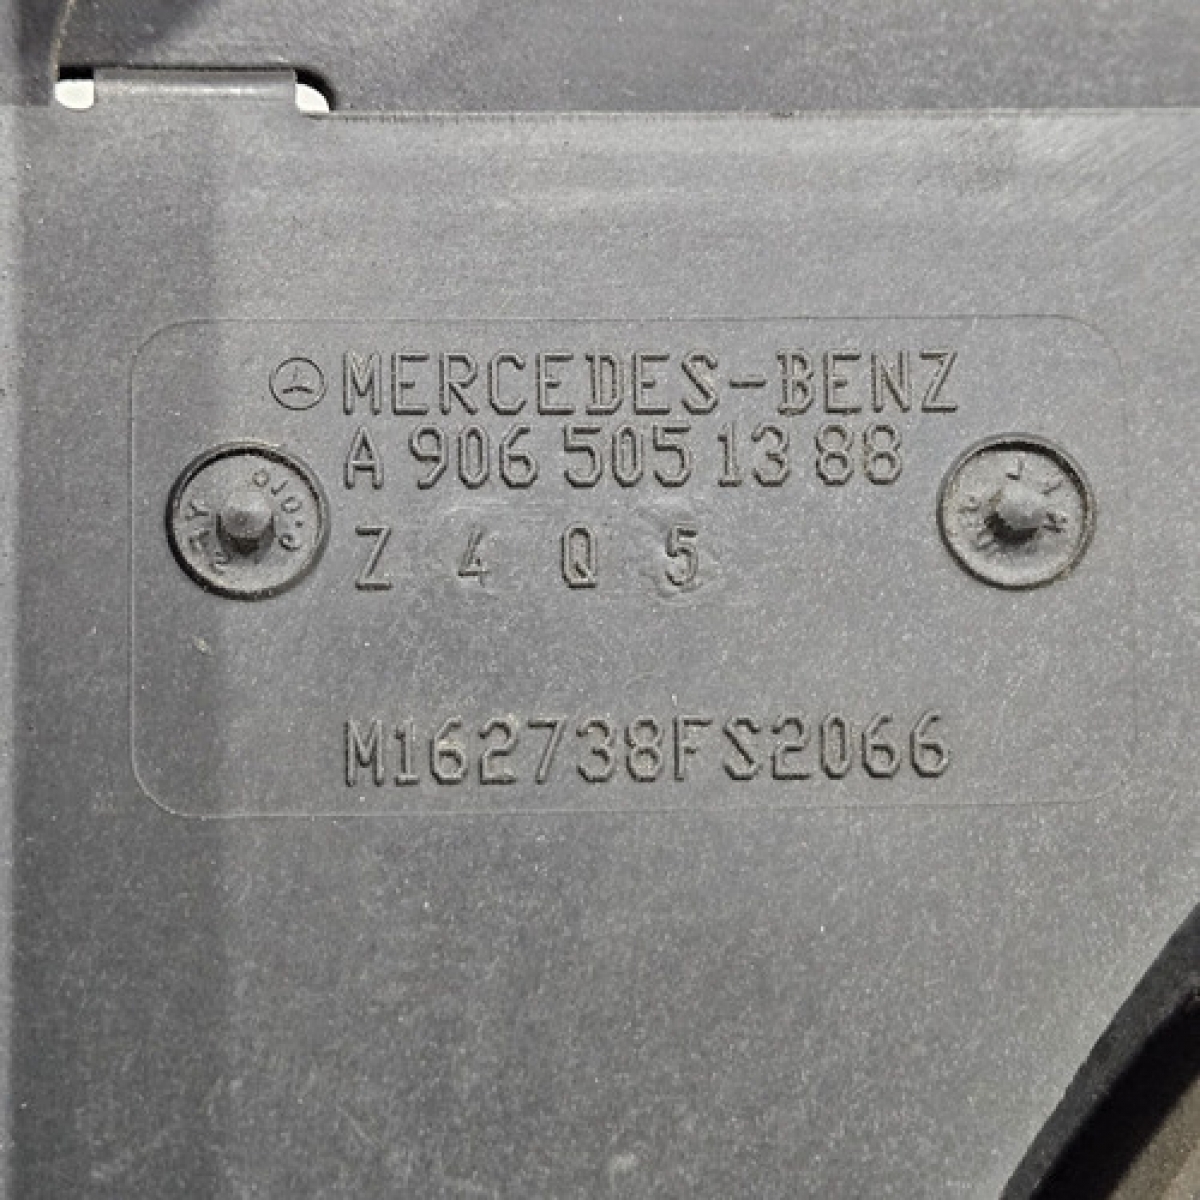 MERCEDES-BENZ
A 906 505 13 88
Z 4 Q 5
M162738FS2066